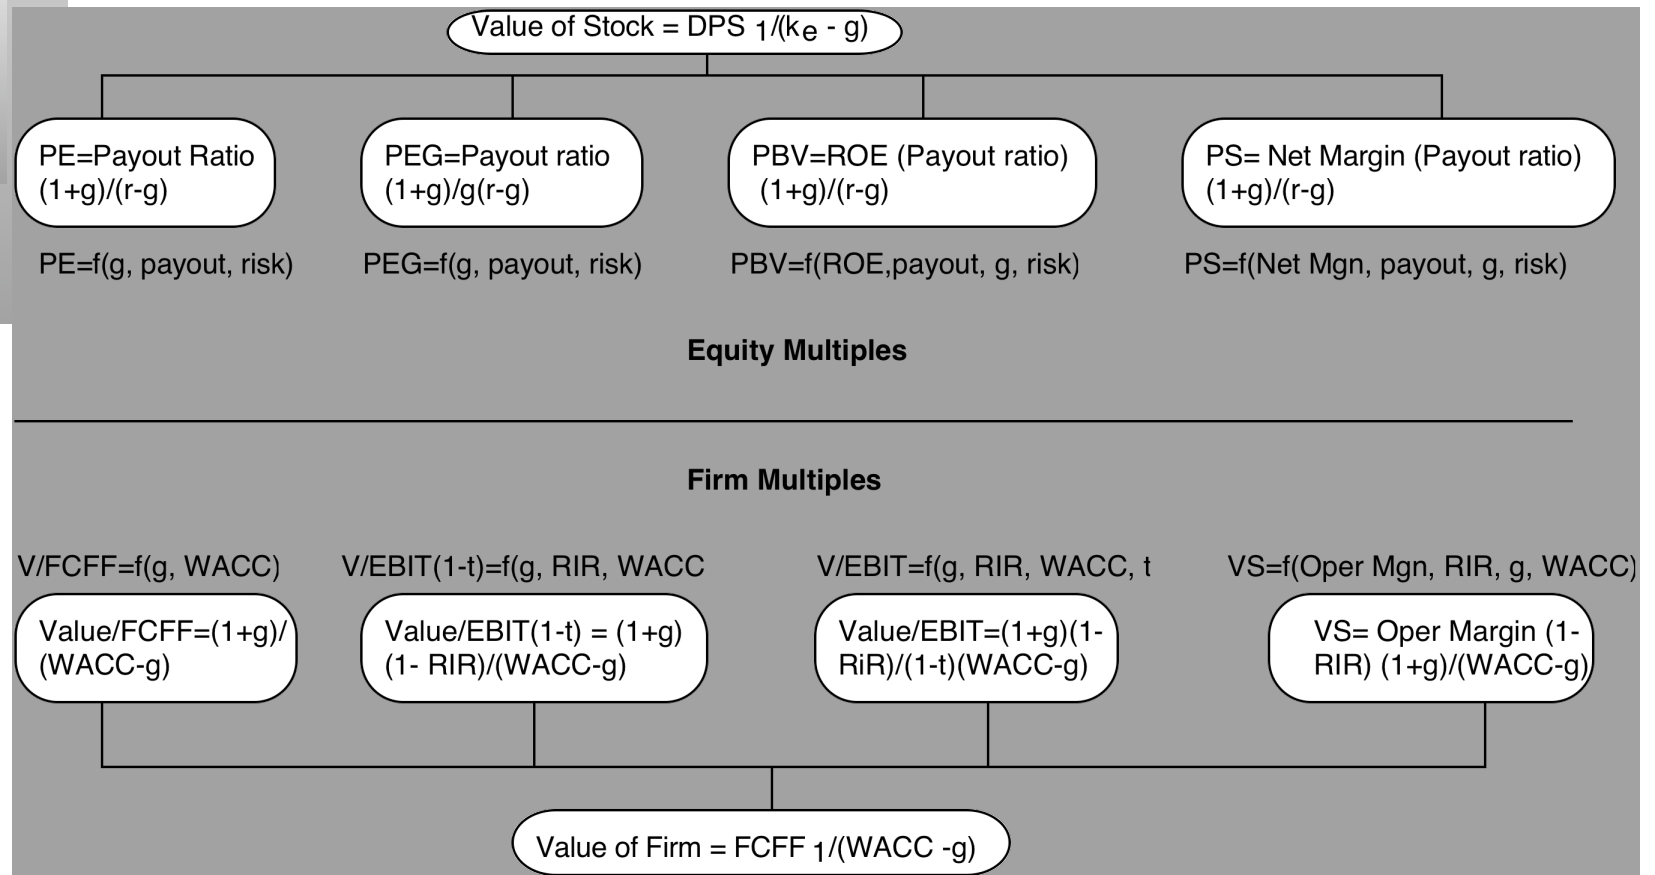 Value of Stock = DPS 1/(ke - g)
PE=Payout Ratio
(1+g)/(r-g)
PEG=Payout ratio
(1+g)/g(r-g)
PBV=ROE (Payout ratio)
(1+g)/(r-g)
PS= Net Margin (Payout ratio)
(1+g)/(r-g)
PE=f(g, payout, risk)
PEG=f(g, payout, risk)
PBV=f(ROE,payout, g, risk)
PS=f(Net Mgn, payout, g, risk)
Equity Multiples
Firm Multiples
V/FCFF=f(g, WACC)
V/EBIT(1-t)=f(g, RIR, WACC
V/EBIT=f(g, RIR, WACC, t
VS=f(Oper Mgn, RIR, g, WACC)
Value/FCFF=(1+g)/
(WACC-g)
Value/EBIT(1-t) = (1+g)
(1- RIR)/(WACC-g)
Value/EBIT=(1+g)(1-
RiR)/(1-t)(WACC-g)
VS= Oper Margin (1-
RIR) (1+g)/(WACC-g)
Value of Firm = FCFF 1/(WACC -g)